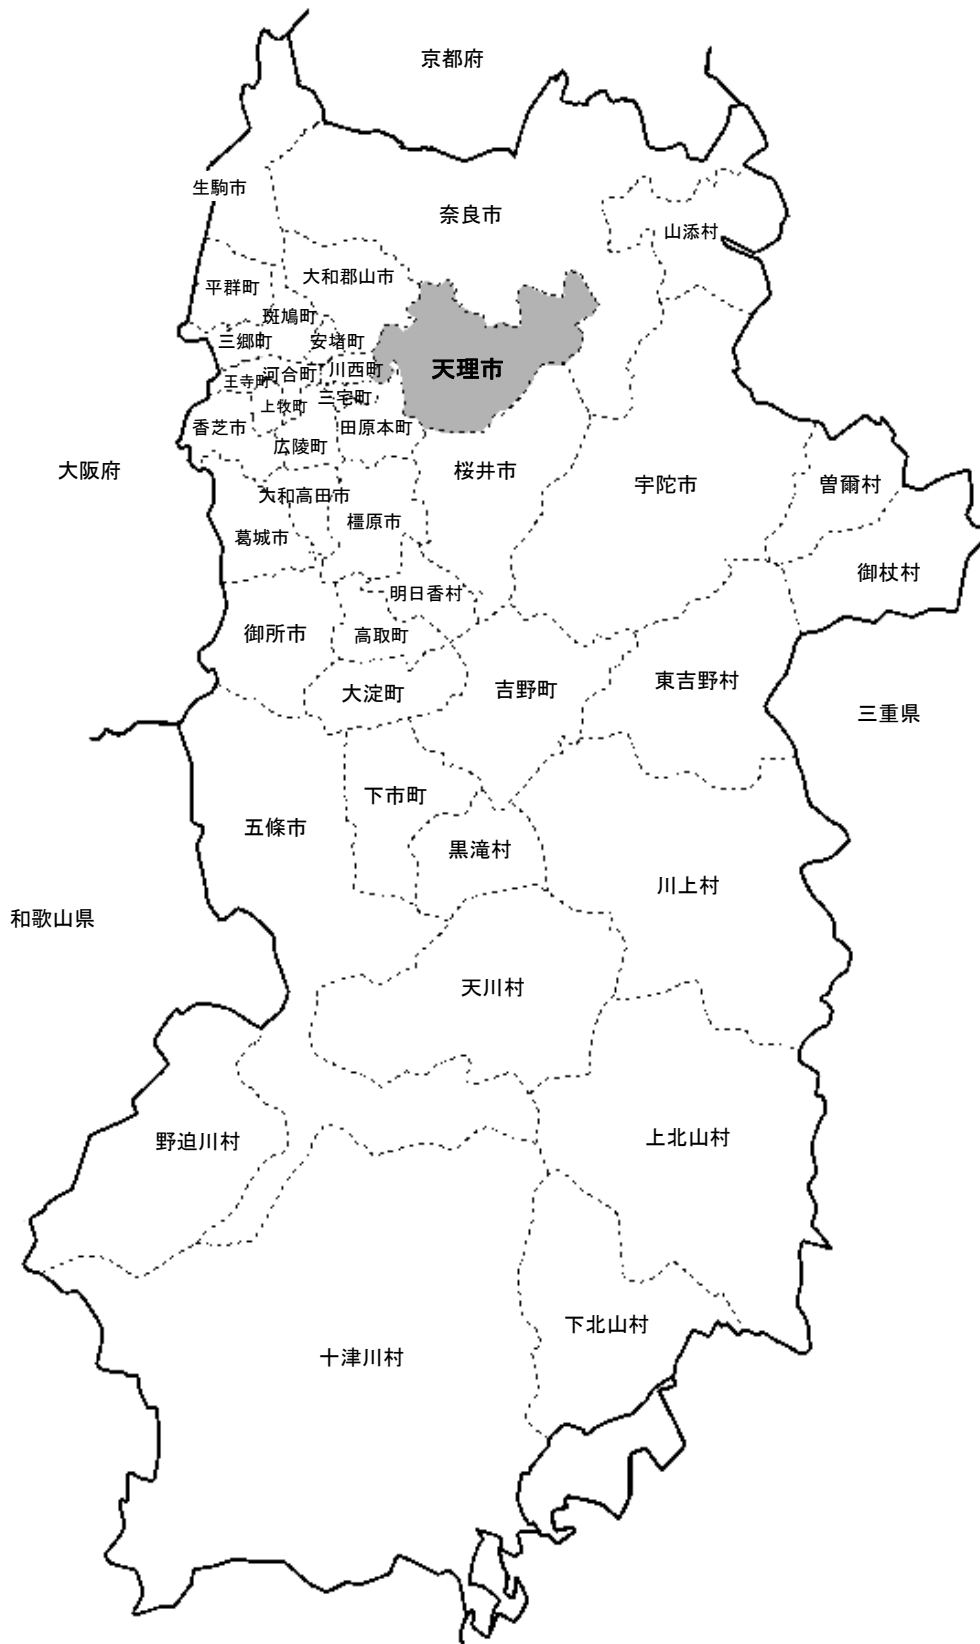 京都府
生駒市
奈良市
山添村
大和郡山市
平群町
斑鳩町
三郷町
安堵町
川西町
天理市
王寺町
河合町
三宅町
上牧町
香芝市
田原本町
広陵町
大阪府
桜井市
宇陀市
曽爾村
大和高田市
橿原市
葛城市
御杖村
明日香村
御所市
高取町
東吉野村
大淀町
吉野町
三重県
下市町
五條市
黒滝村
川上村
和歌山県
天川村
野迫川村
上北山村
下北山村
十津川村